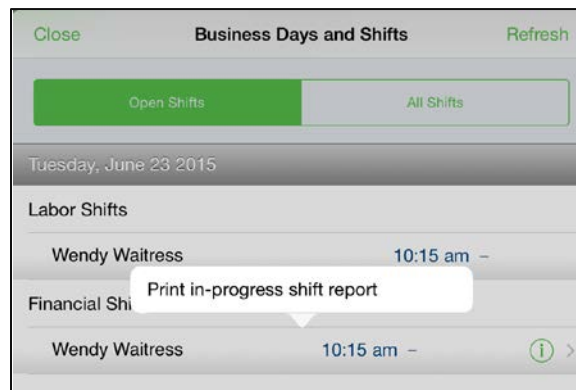 Close Business Days and Shifts Refresh
Open Shifts All Shifts
Tuesday, June 23 2015
Labor Shifts
Wendy Waitress 10:15 am –
Print in-progress shift report
Financial Shi
Wendy Waitress 10:15 am –